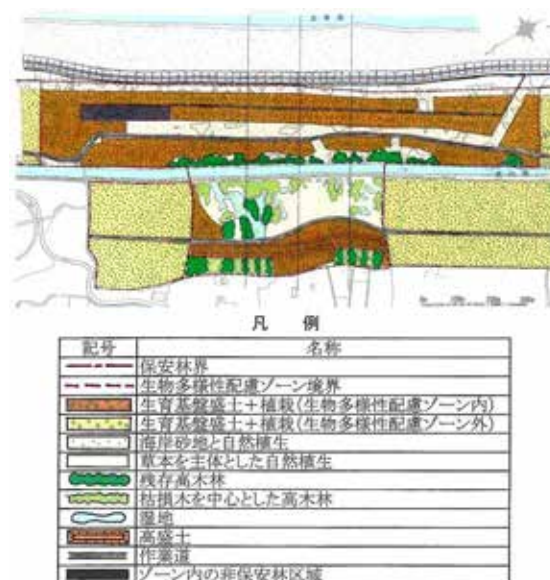 凡 例
記号 名称
保安林界
生物多様性配慮ゾーン境界
生育基盤盛土+植栽(生物多様性配慮ゾーン内)
生育基盤盛土+植栽(生物多様性配慮ゾーン外)
海岸砂地と自然植生
草本を主体とした自然植生
残存高木林
枯損木を中心とした高木林
湿地
高盛土
作業道
ゾーン内の非保安林区域